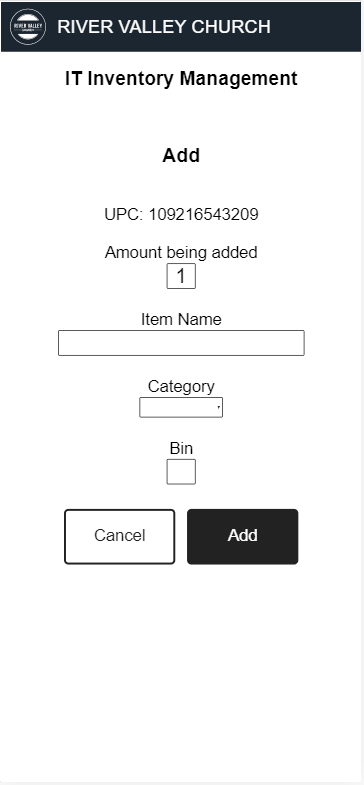 RIVER VALLEY
CHURCH
RIVER VALLEY CHURCH
IT Inventory Management
Add
UPC: 109216543209
Amount being added
1
Item Name
Category
Bin
Cancel
Add